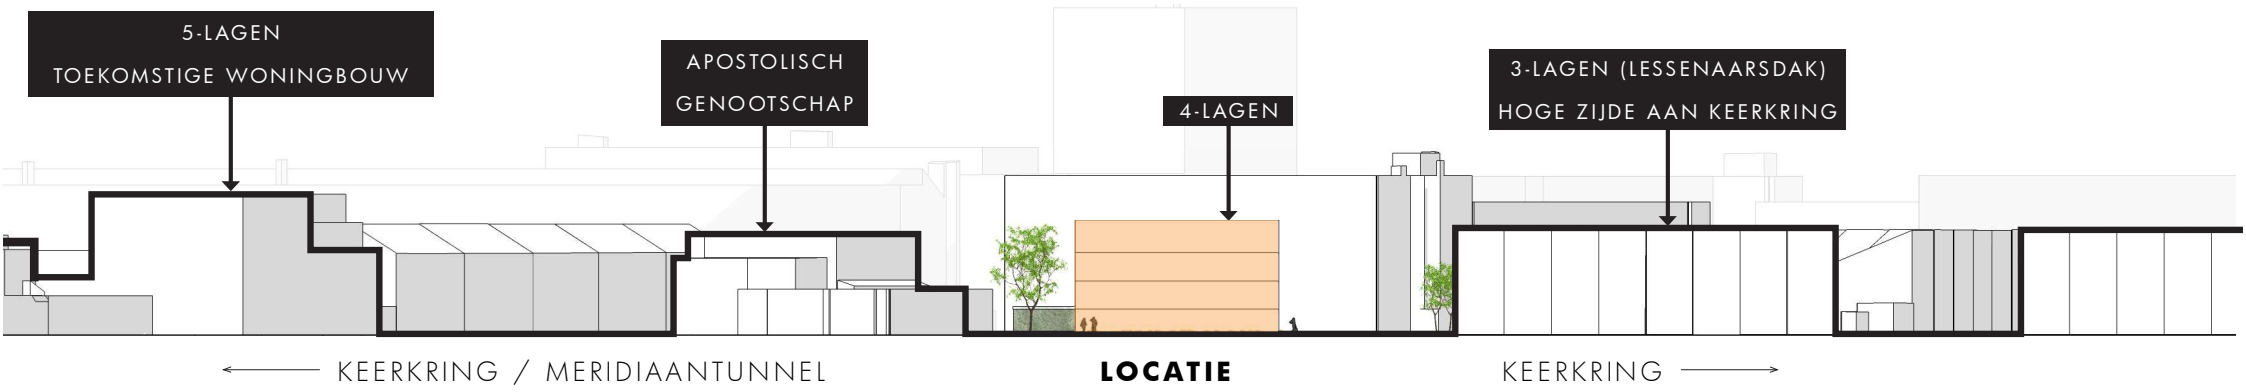 5-LAGEN
TOEKOMSTIGE WONINGBOUW
APOSTOLISCH
GENOOTSCHAP
4-LAGEN
3-LAGEN (LESSENAARSDAK)
HOGE ZIJDE AAN KEERKRING
KEERKRING / MERIDIAANTUNNEL
LOCATIE
KEERKRING